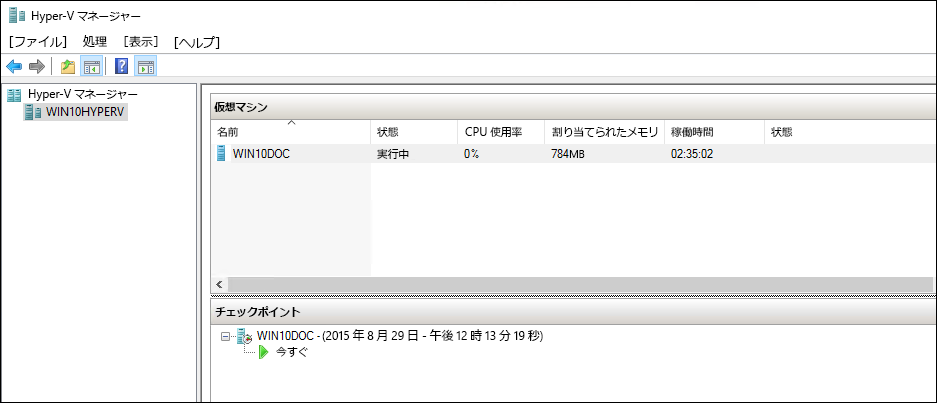 Hyper-V マネージャー
[ファイル] 処理 [表示] [ヘルプ]
Hyper-V マネージャー
WIN10HYPERV
仮想マシン
名前 状態 CPU 使用率 割り当てられたメモリ 稼働時間 状態
WIN10DOC 実行中 0% 784MB 02:35:02
チェックポイント
WIN10DOC - (2015 年 8 月 29 日 - 午後 12 時 13 分 19 秒)
今すぐ